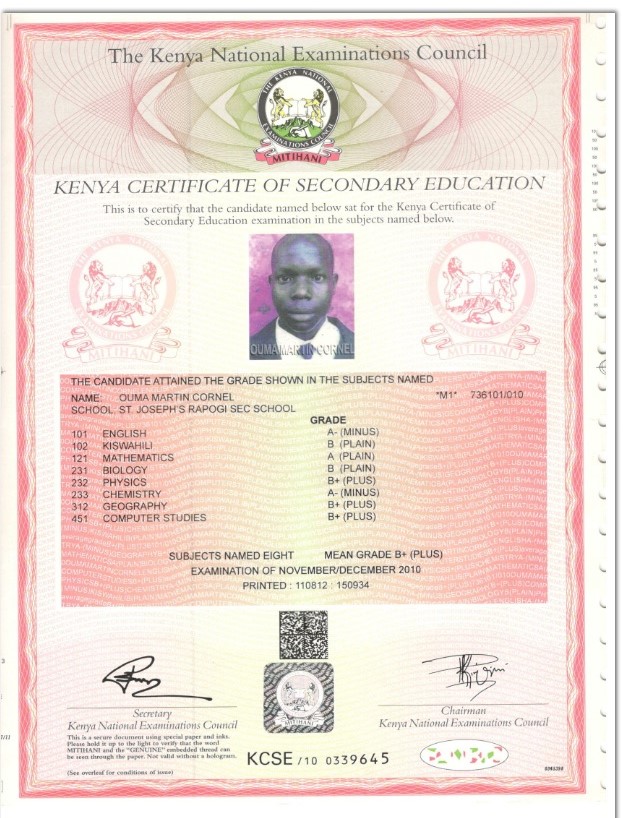 The Kenya National Examinations Council
THE KENYA NATIONAL
EXAMINATIONS COUNCIL
MITIHANI
KENYA CERTIFICATE OF SECONDARY EDUCATION
This is to certify that the candidate named below sat for the Kenya Certificate of
Secondary Education examination in the subjects named below.
MITIHANI
MITIHANI
OUMA MARTIN CORNEL
THE CANDIDATE ATTAINED THE GRADE SHOWN IN THE SUBJECTS NAMED
NAME: OUMA MARTIN CORNEL *M1* 736101/010
SCHOOL. ST. JOSEPH'S RAPOGI SEC SCHOOL
GRADE
101 ENGLISH A- (MINUS)
102 KISWAHILI B (PLAIN)
121 MATHEMATICS A (PLAIN)
231 BIOLOGY B (PLAIN)
232 PHYSICS B+ (PLUS)
233 CHEMISTRY A- (MINUS)
312 GEOGRAPHY B+ (PLUS)
451 COMPUTER STUDIES B+ (PLUS)
SUBJECTS NAMED EIGHT MEAN GRADE B+ (PLUS)
EXAMINATION OF NOVEMBER/DECEMBER 2010
PRINTED : 110812 : 150934
Secretary
Kenya National Examinations Council
Chairman
Kenya National Examinations Council
MITIHANI
This is a secure document using special paper and inks.
Please hold it up to the light to verify that the word
MITIHANI and the "GENUINE" embedded thread can
be seen through the paper. Not valid without a hologram.
(See overleaf for conditions of issue)
KCSE /10 0339645